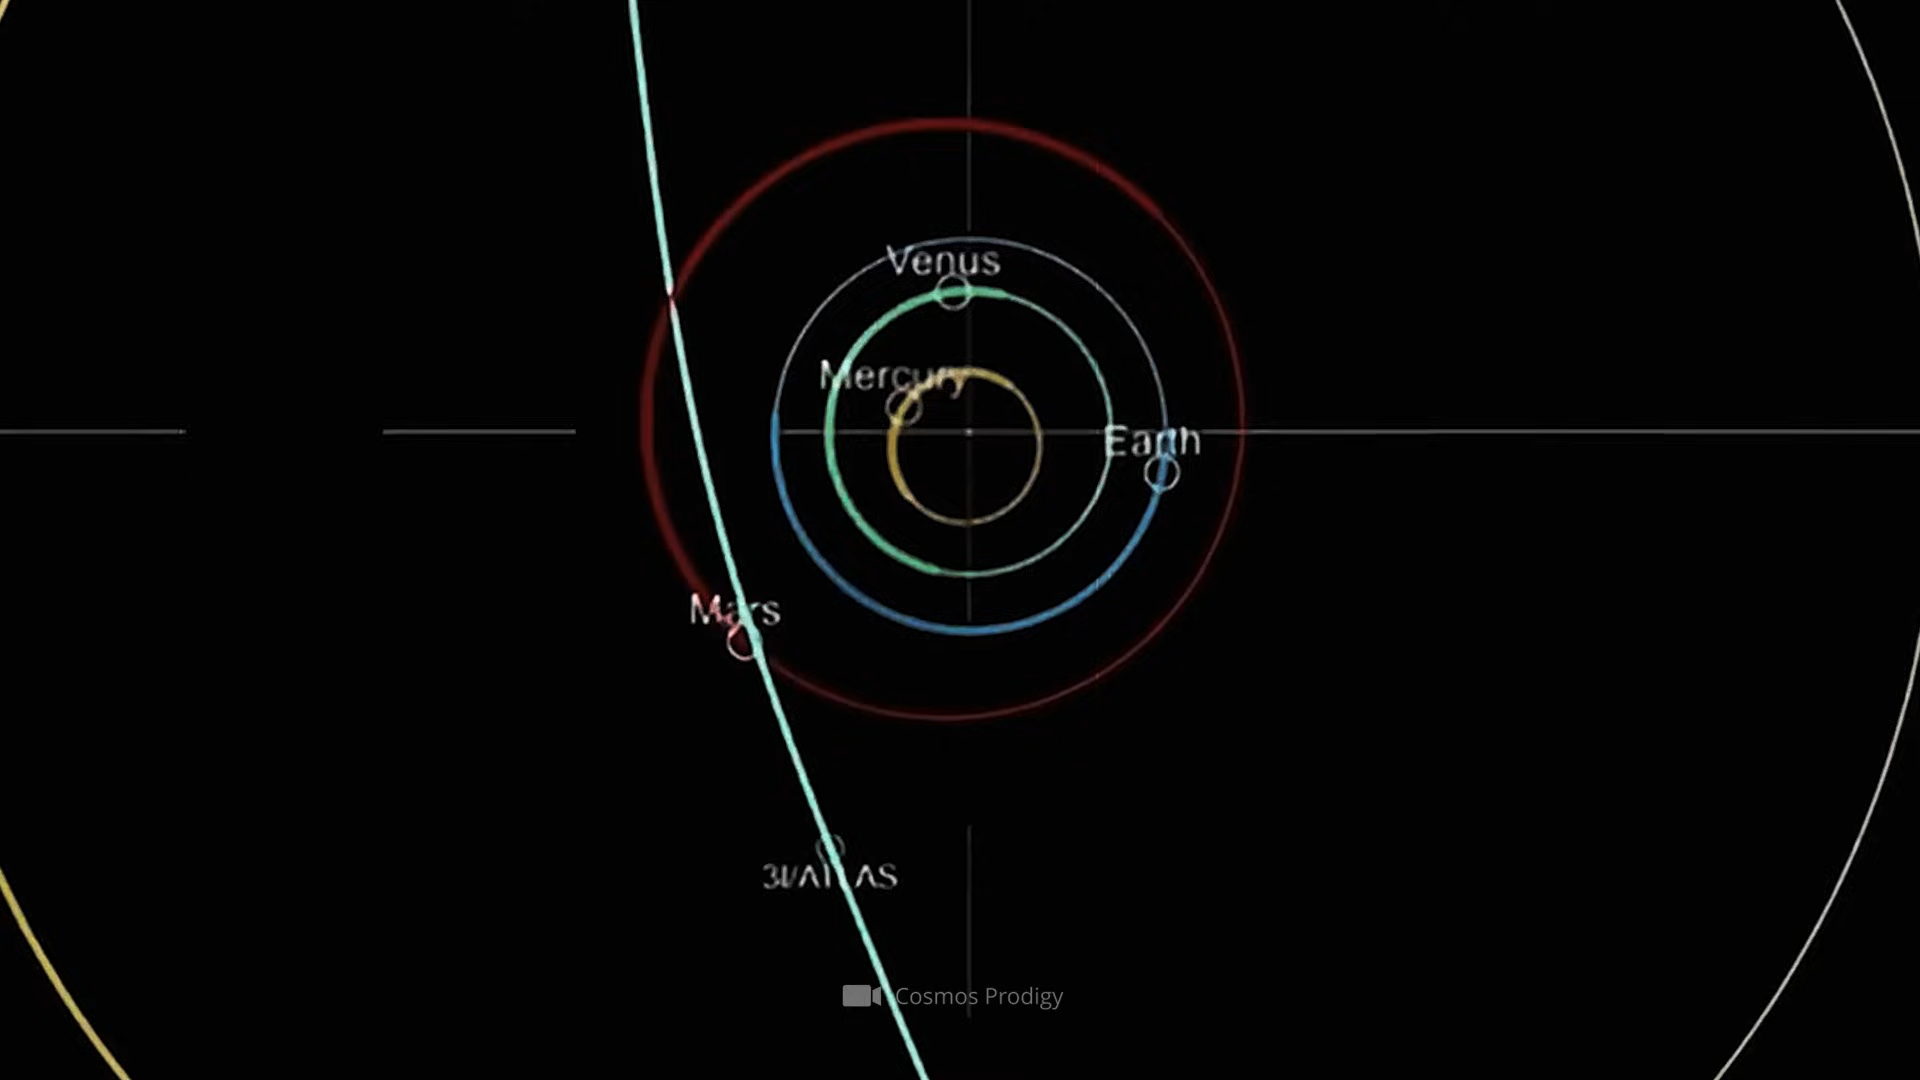 Venus
Mercury
Earth
Mars
3I/ATLAS
Cosmos Prodigy